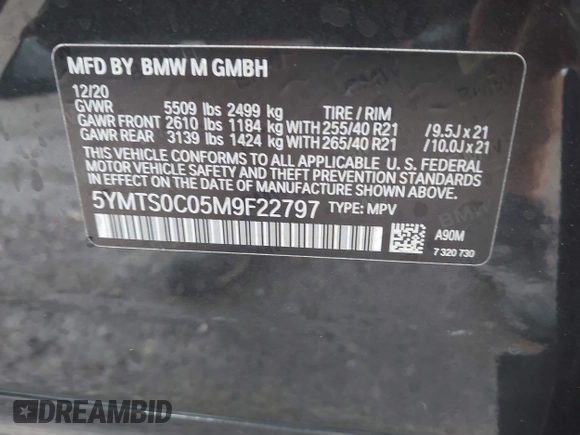 MFD BY BMW M GMBH
12/20
GVWR 5509 lbs 2499 kg TIRE / RIM
GAWR FRONT 2610 lbs 1184 kg WITH 255/40 R21 /9.5J x 21
GAWR REAR 3139 lbs 1424 kg WITH 265/40 R21 /10.0J x 21
THIS VEHICLE CONFORMS TO ALL APPLICABLE U. S. FEDERAL
MOTOR VEHICLE SAFETY AND THEFT PREVENTION STANDARDS
IN EFFECT ON THE DATE OF MANUFACTURE SHOWN ABOVE.
5YMTS0C05M9F22797 TYPE: MPV
A90M
7 320 730
DREAMBID